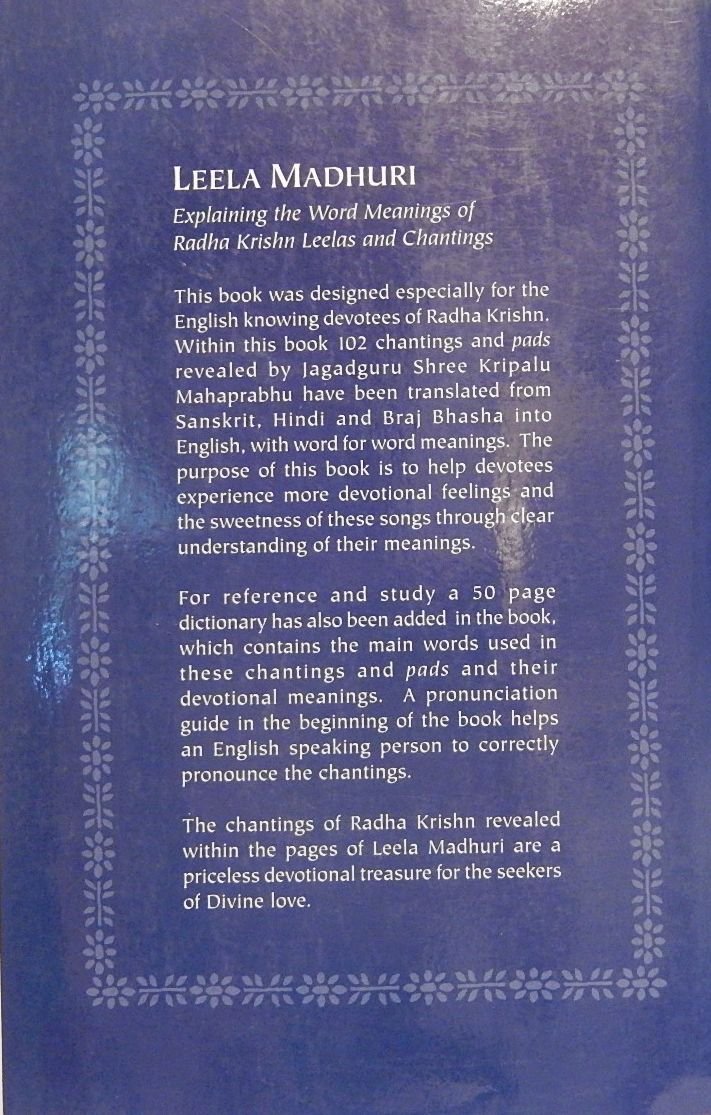 LEELA MADHURI
Explaining the Word Meanings of
Radha Krishn Leelas and Chantings
This book was designed especially for the
English knowing devotees of Radha Krishn.
Within this book 102 chantings and pads
revealed by Jagadguru Shree Kripalu
Mahaprabhu have been translated from
Sanskrit, Hindi and Braj Bhasha into
English, with word for word meanings. The
purpose of this book is to help devotees
experience more devotional feelings and
the sweetness of these songs through clear
understanding of their meanings.
For reference and study a 50 page
dictionary has also been added in the book,
which contains the main words used in
these chantings and pads and their
devotional meanings. A pronunciation
guide in the beginning of the book helps
an English speaking person to correctly
pronounce the chantings.
The chantings of Radha Krishn revealed
within the pages of Leela Madhuri are a
priceless devotional treasure for the seekers
of Divine love.